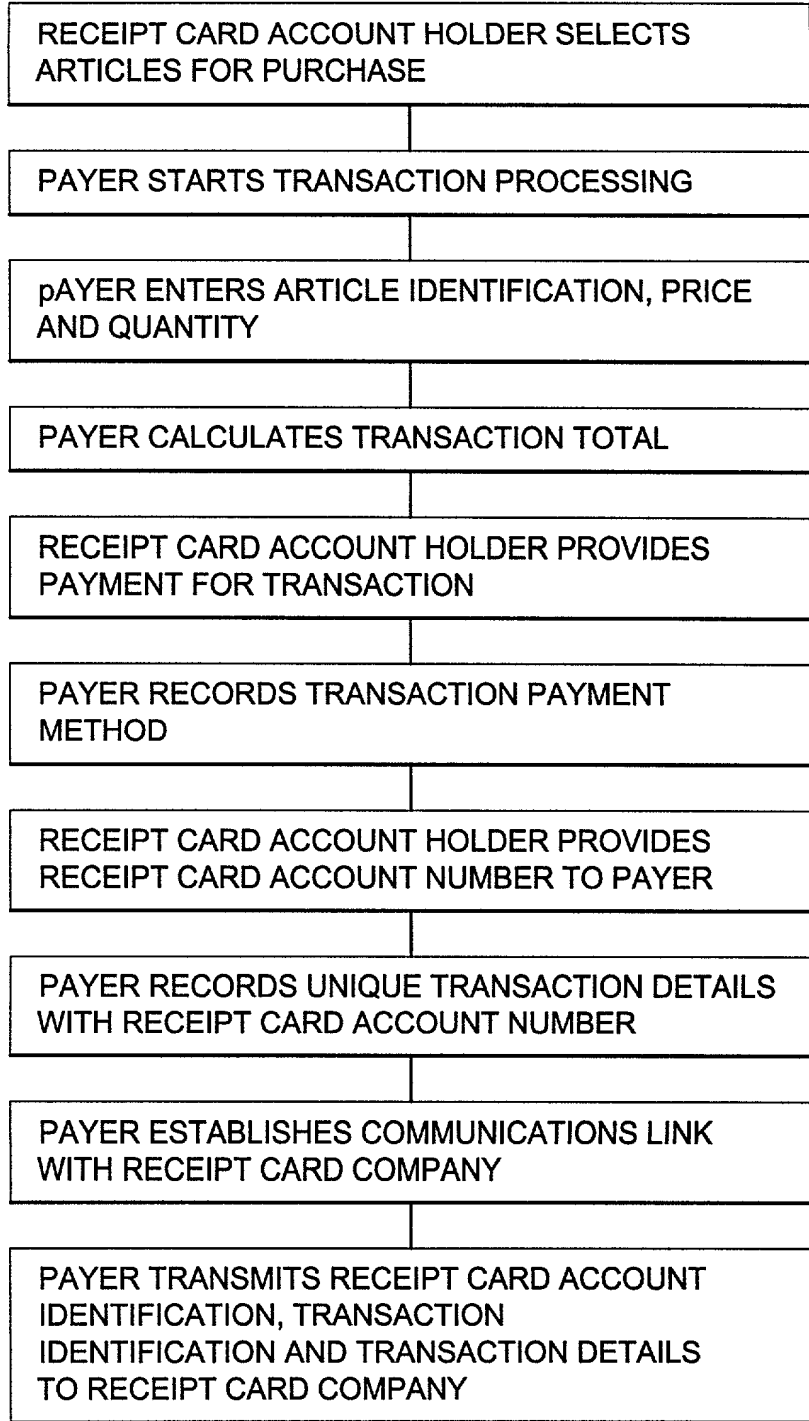 RECEIPT CARD ACCOUNT HOLDER SELECTS
ARTICLES FOR PURCHASE
PAYER STARTS TRANSACTION PROCESSING
pAYER ENTERS ARTICLE IDENTIFICATION, PRICE
AND QUANTITY
PAYER CALCULATES TRANSACTION TOTAL
RECEIPT CARD ACCOUNT HOLDER PROVIDES
PAYMENT FOR TRANSACTION
PAYER RECORDS TRANSACTION PAYMENT
METHOD
RECEIPT CARD ACCOUNT HOLDER PROVIDES
RECEIPT CARD ACCOUNT NUMBER TO PAYER
PAYER RECORDS UNIQUE TRANSACTION DETAILS
WITH RECEIPT CARD ACCOUNT NUMBER
PAYER ESTABLISHES COMMUNICATIONS LINK
WITH RECEIPT CARD COMPANY
PAYER TRANSMITS RECEIPT CARD ACCOUNT
IDENTIFICATION, TRANSACTION
IDENTIFICATION AND TRANSACTION DETAILS
TO RECEIPT CARD COMPANY